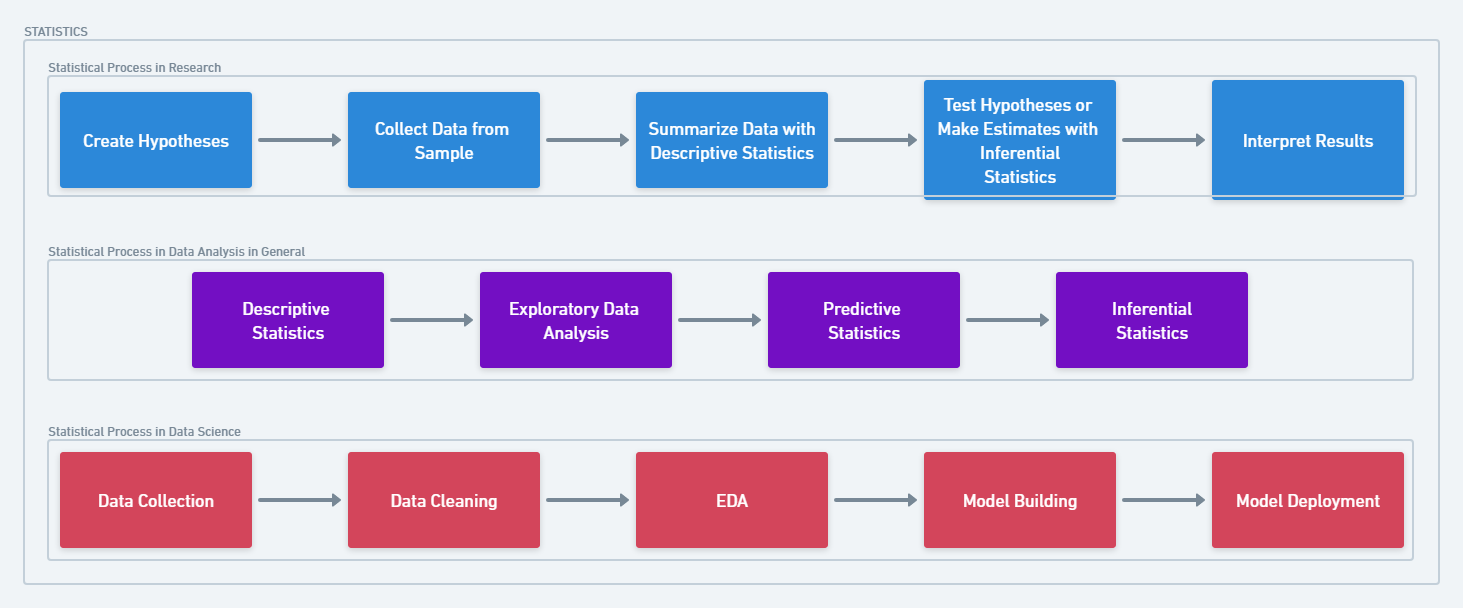 STATISTICS
Statistical Process in Research
Create Hypotheses
Collect Data from
Sample
Summarize Data with
Descriptive Statistics
Test Hypotheses or
Make Estimates with
Inferential
Statistics
Interpret Results
Statistical Process in Data Analysis in General
Descriptive
Statistics
Exploratory Data
Analysis
Predictive
Statistics
Inferential
Statistics
Statistical Process in Data Science
Data Collection
Data Cleaning
EDA
Model Building
Model Deployment